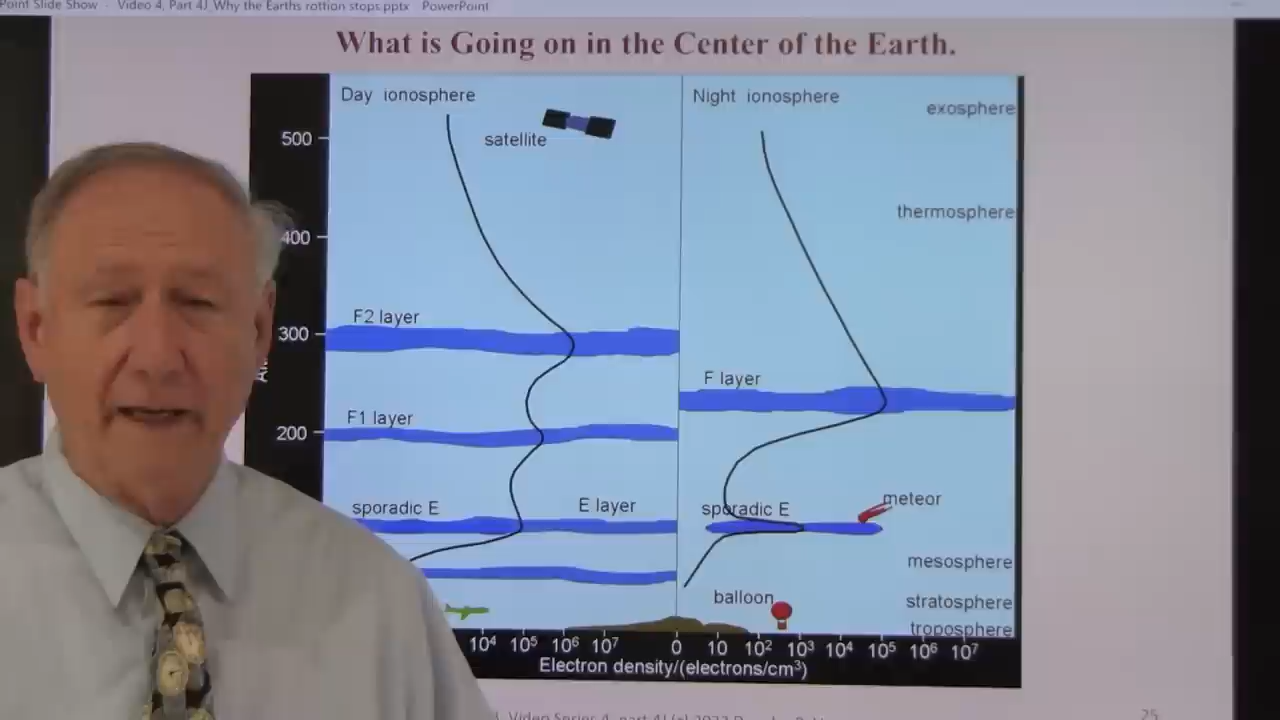 Point Slide Show - Video 4, Part 4J_Why the Earths rottion stops.pptx - PowerPoint
What is Going on in the Center of the Earth.
Day ionosphere
Night ionosphere
exosphere
satellite
500
thermosphere
400
F2 layer
300
F layer
F1 layer
200
sporadic E
E layer
sporadic E
meteor
mesosphere
balloon
stratosphere
troposphere
10⁴ 10⁵ 10⁶ 10⁷ 0 10 10² 10³ 10⁴ 10⁵ 10⁶ 10⁷
Electron density/(electrons/cm³)
Video Series 4, part 4J (c) 2023
25